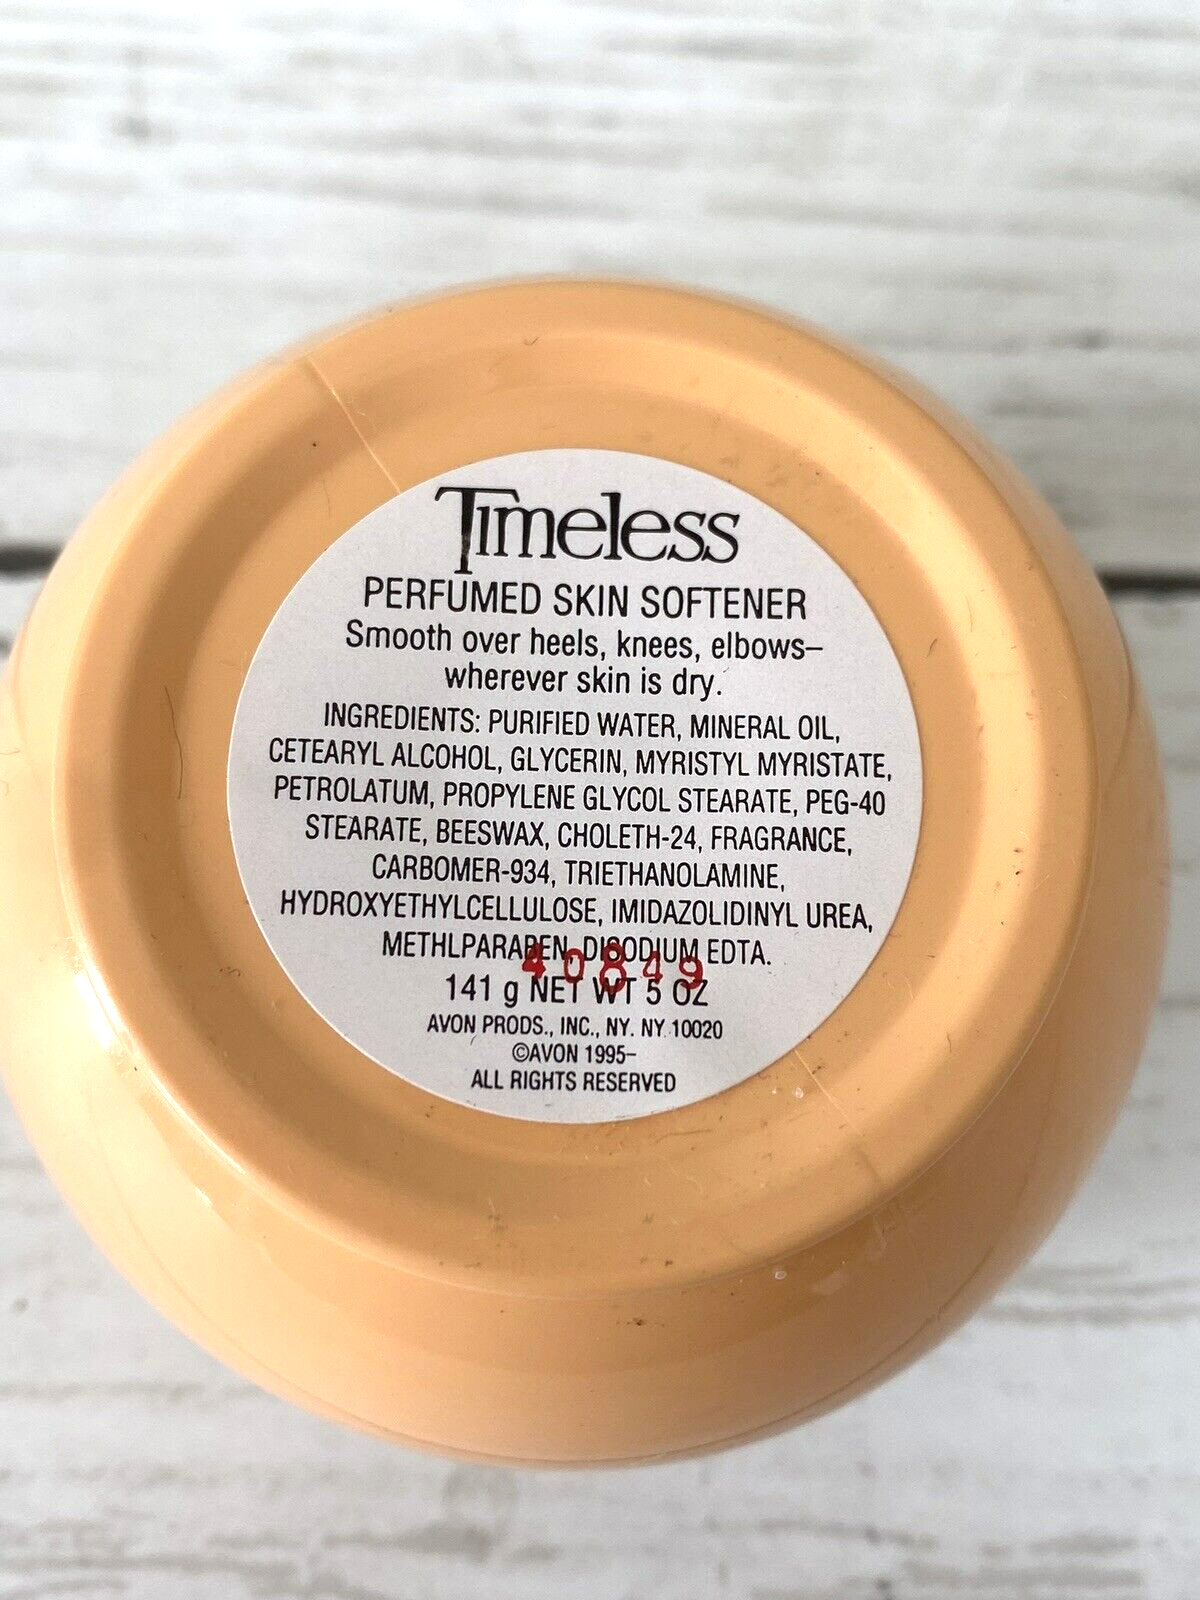 Timeless
PERFUMED SKIN SOFTENER
Smooth over heels, knees, elbows–
wherever skin is dry.
INGREDIENTS: PURIFIED WATER, MINERAL OIL,
CETEARYL ALCOHOL, GLYCERIN, MYRISTYL MYRISTATE,
PETROLATUM, PROPYLENE GLYCOL STEARATE, PEG-40
STEARATE, BEESWAX, CHOLETH-24, FRAGRANCE,
CARBOMER-934, TRIETHANOLAMINE,
HYDROXYETHYLCELLULOSE, IMIDAZOLIDINYL UREA,
METHLPARABEN, DISODIUM EDTA.
40849
141 g NET WT 5 OZ
AVON PRODS., INC., NY. NY 10020
©AVON 1995–
ALL RIGHTS RESERVED